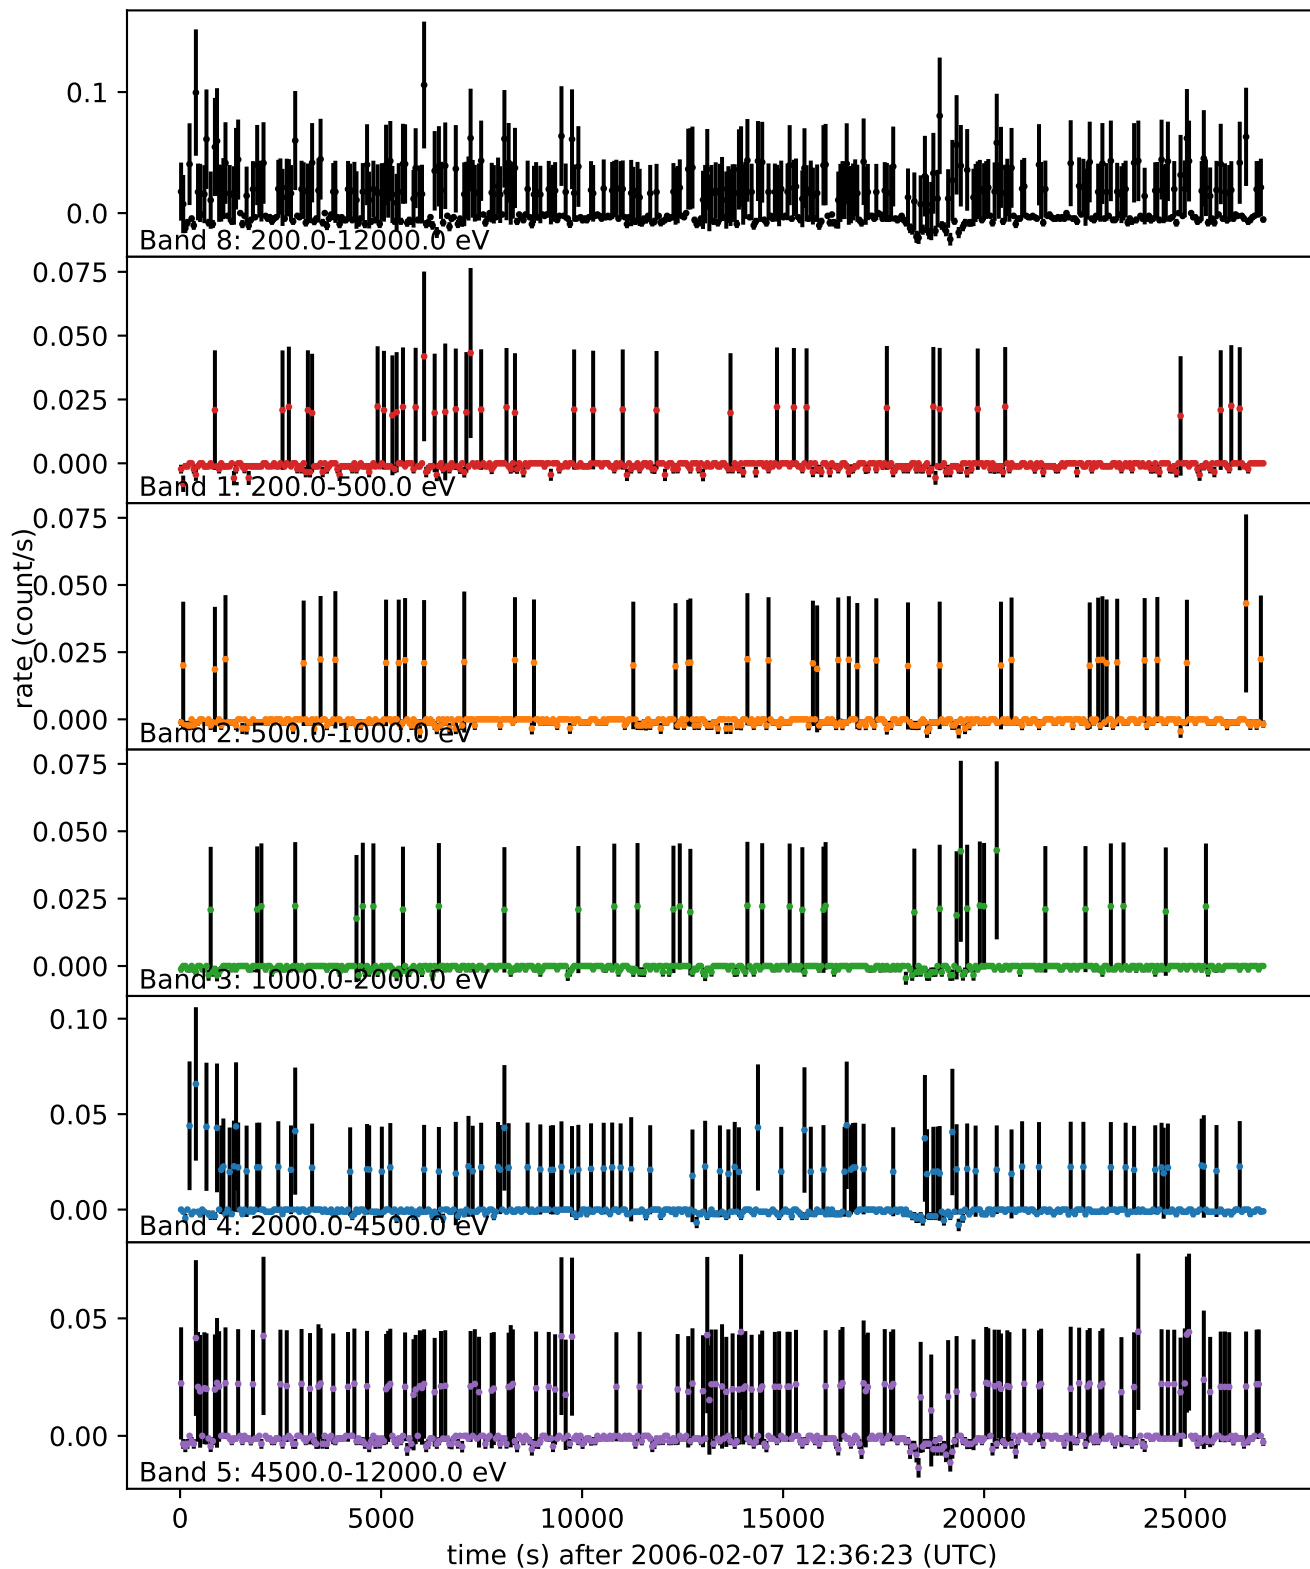 0.1
0.0
Band 8: 200.0-12000.0 eV
0.075
0.050
0.025
0.000
Band 1: 200.0-500.0 eV
rate (count/s)
0.075
0.050
0.025
0.000
Band 2: 500.0-1000.0 eV
0.075
0.050
0.025
0.000
Band 3: 1000.0-2000.0 eV
0.10
0.05
0.00
Band 4: 2000.0-4500.0 eV
0.05
0.00
Band 5: 4500.0-12000.0 eV
0 5000 10000 15000 20000 25000
time (s) after 2006-02-07 12:36:23 (UTC)